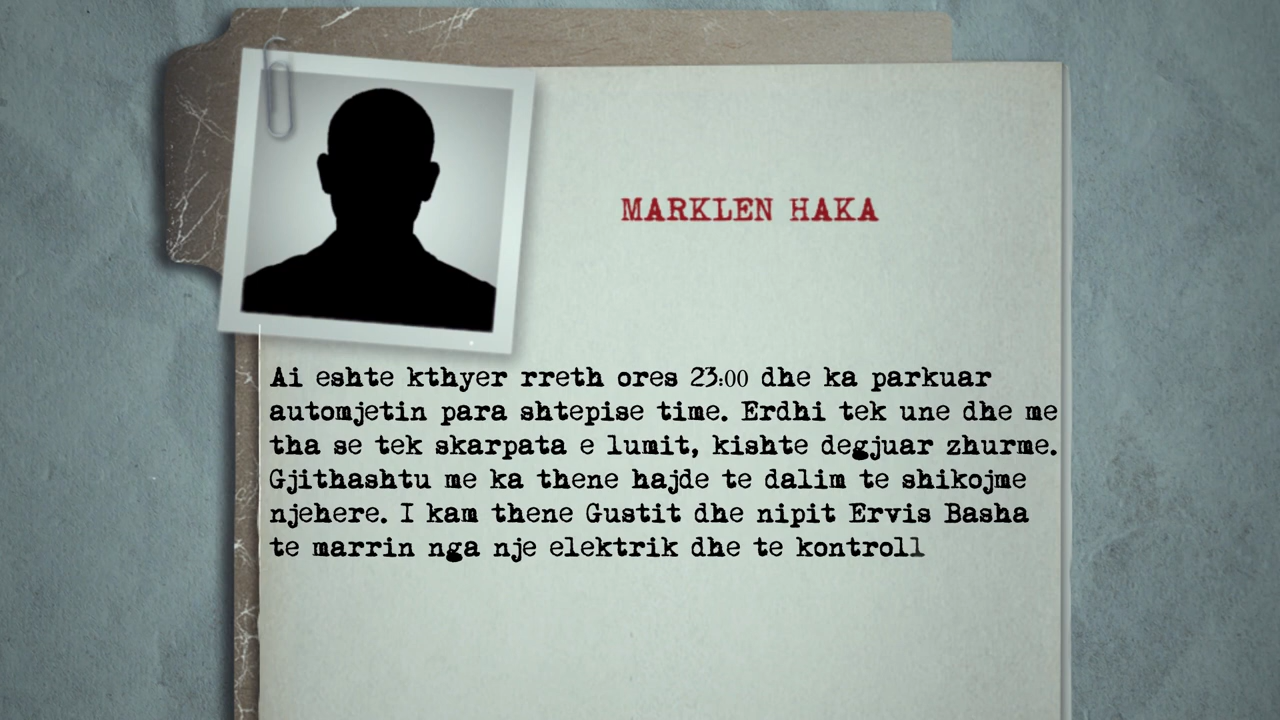 MARKLEN HAKA
Ai eshte kthyer rreth ores 23:00 dhe ka parkuar
automjetin para shtepise time. Erdhi tek une dhe me
tha se tek skarpata e lumit, kishte degjuar zhurme.
Gjithashtu me ka thene hajde te dalim te shikojme
njehere. I kam thene Gustit dhe nipit Ervis Basha
te marrin nga nje elektrik dhe te kontroll